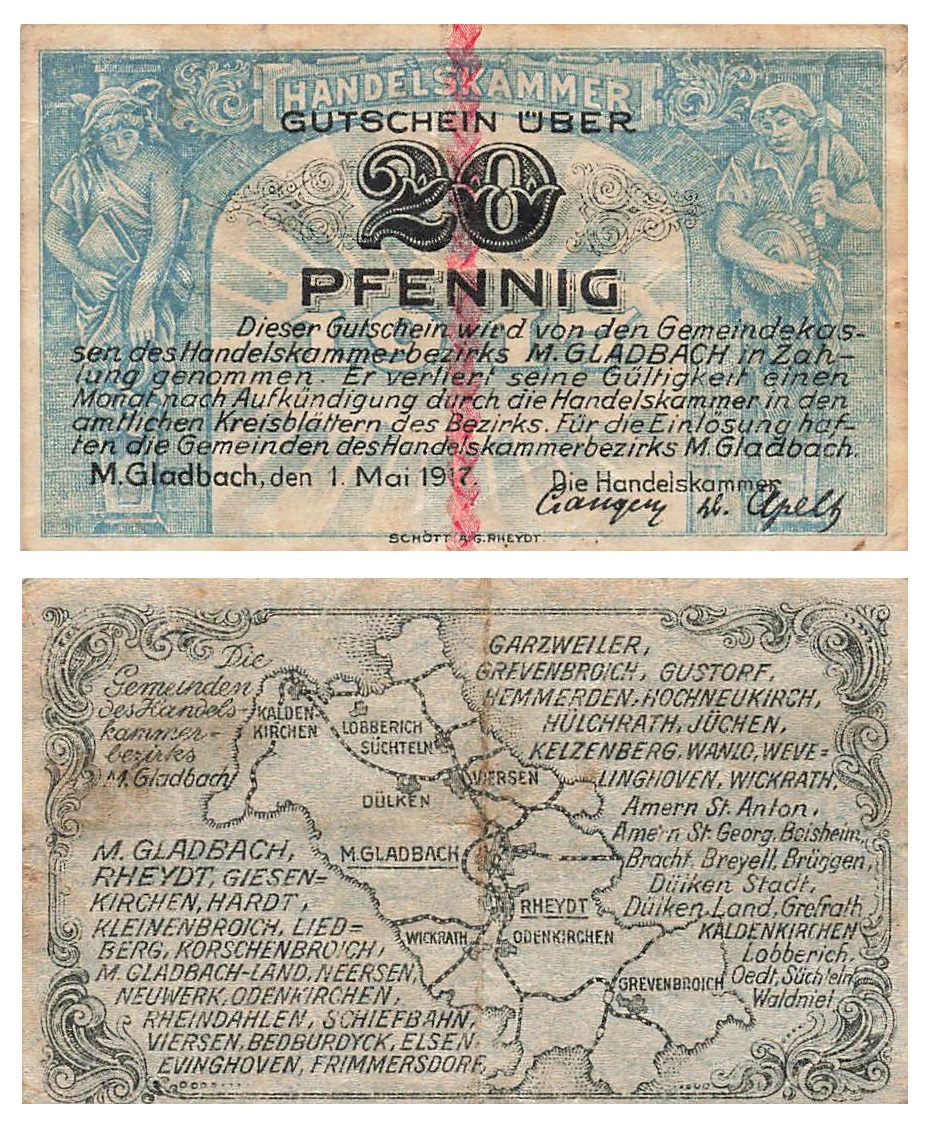 HANDELSKAMMER
GUTSCHEIN ÜBER
20
PFENNIG
1917
Dieser Gutschein wird von den Gemeindekas-
sen des Handelskammerbezirks M. GLADBACH in Zah-
lung genommen. Er verliert seine Gültigkeit einen
Monat nach Aufkündigung durch die Handelskammer in den
amtlichen Kreisblättern des Bezirks. Für die Einlösung haf-
ten die Gemeinden des Handelskammerbezirks M. Gladbach.
M. Gladbach, den 1. Mai 1917.
Die Handelskammer
SCHÖTT A.G. RHEYDT.
Die
Gemeinden
des Handels-
kammer-
bezirks
M. Gladbach
M. GLADBACH,
RHEYDT, GIESEN=
KIRCHEN, HARDT,
KLEINENBROICH, LIED=
BERG, KORSCHENBROICH,
M. GLADBACH-LAND, NEERSEN,
NEUWERK, ODENKIRCHEN,
RHEINDAHLEN, SCHIEFBAHN,
VIERSEN, BEDBURDYCK, ELSEN,
EVINGHOVEN, FRIMMERSDORF,
GARZWEILER,
GREVENBROICH, GUSTORF,
HEMMERDEN, HOCHNEUKIRCH,
HÜLCHRATH, JÜCHEN,
KELZENBERG, WANLO, WEVE=
LINGHOVEN, WICKRATH,
Amern St. Anton,
Amern St. Georg, Boisheim,
Bracht, Breyell, Brüggen,
Dülken Stadt,
Dülken Land, Grefrath
KALDENKIRCHEN
Lobberich,
Oedt, Süchteln,
Waldniel
KALDEN-
KIRCHEN
LOBBERICH
SÜCHTELN
VIERSEN
DÜLKEN
M.GLADBACH
RHEYDT
WICKRATH
ODENKIRCHEN
GREVENBROICH